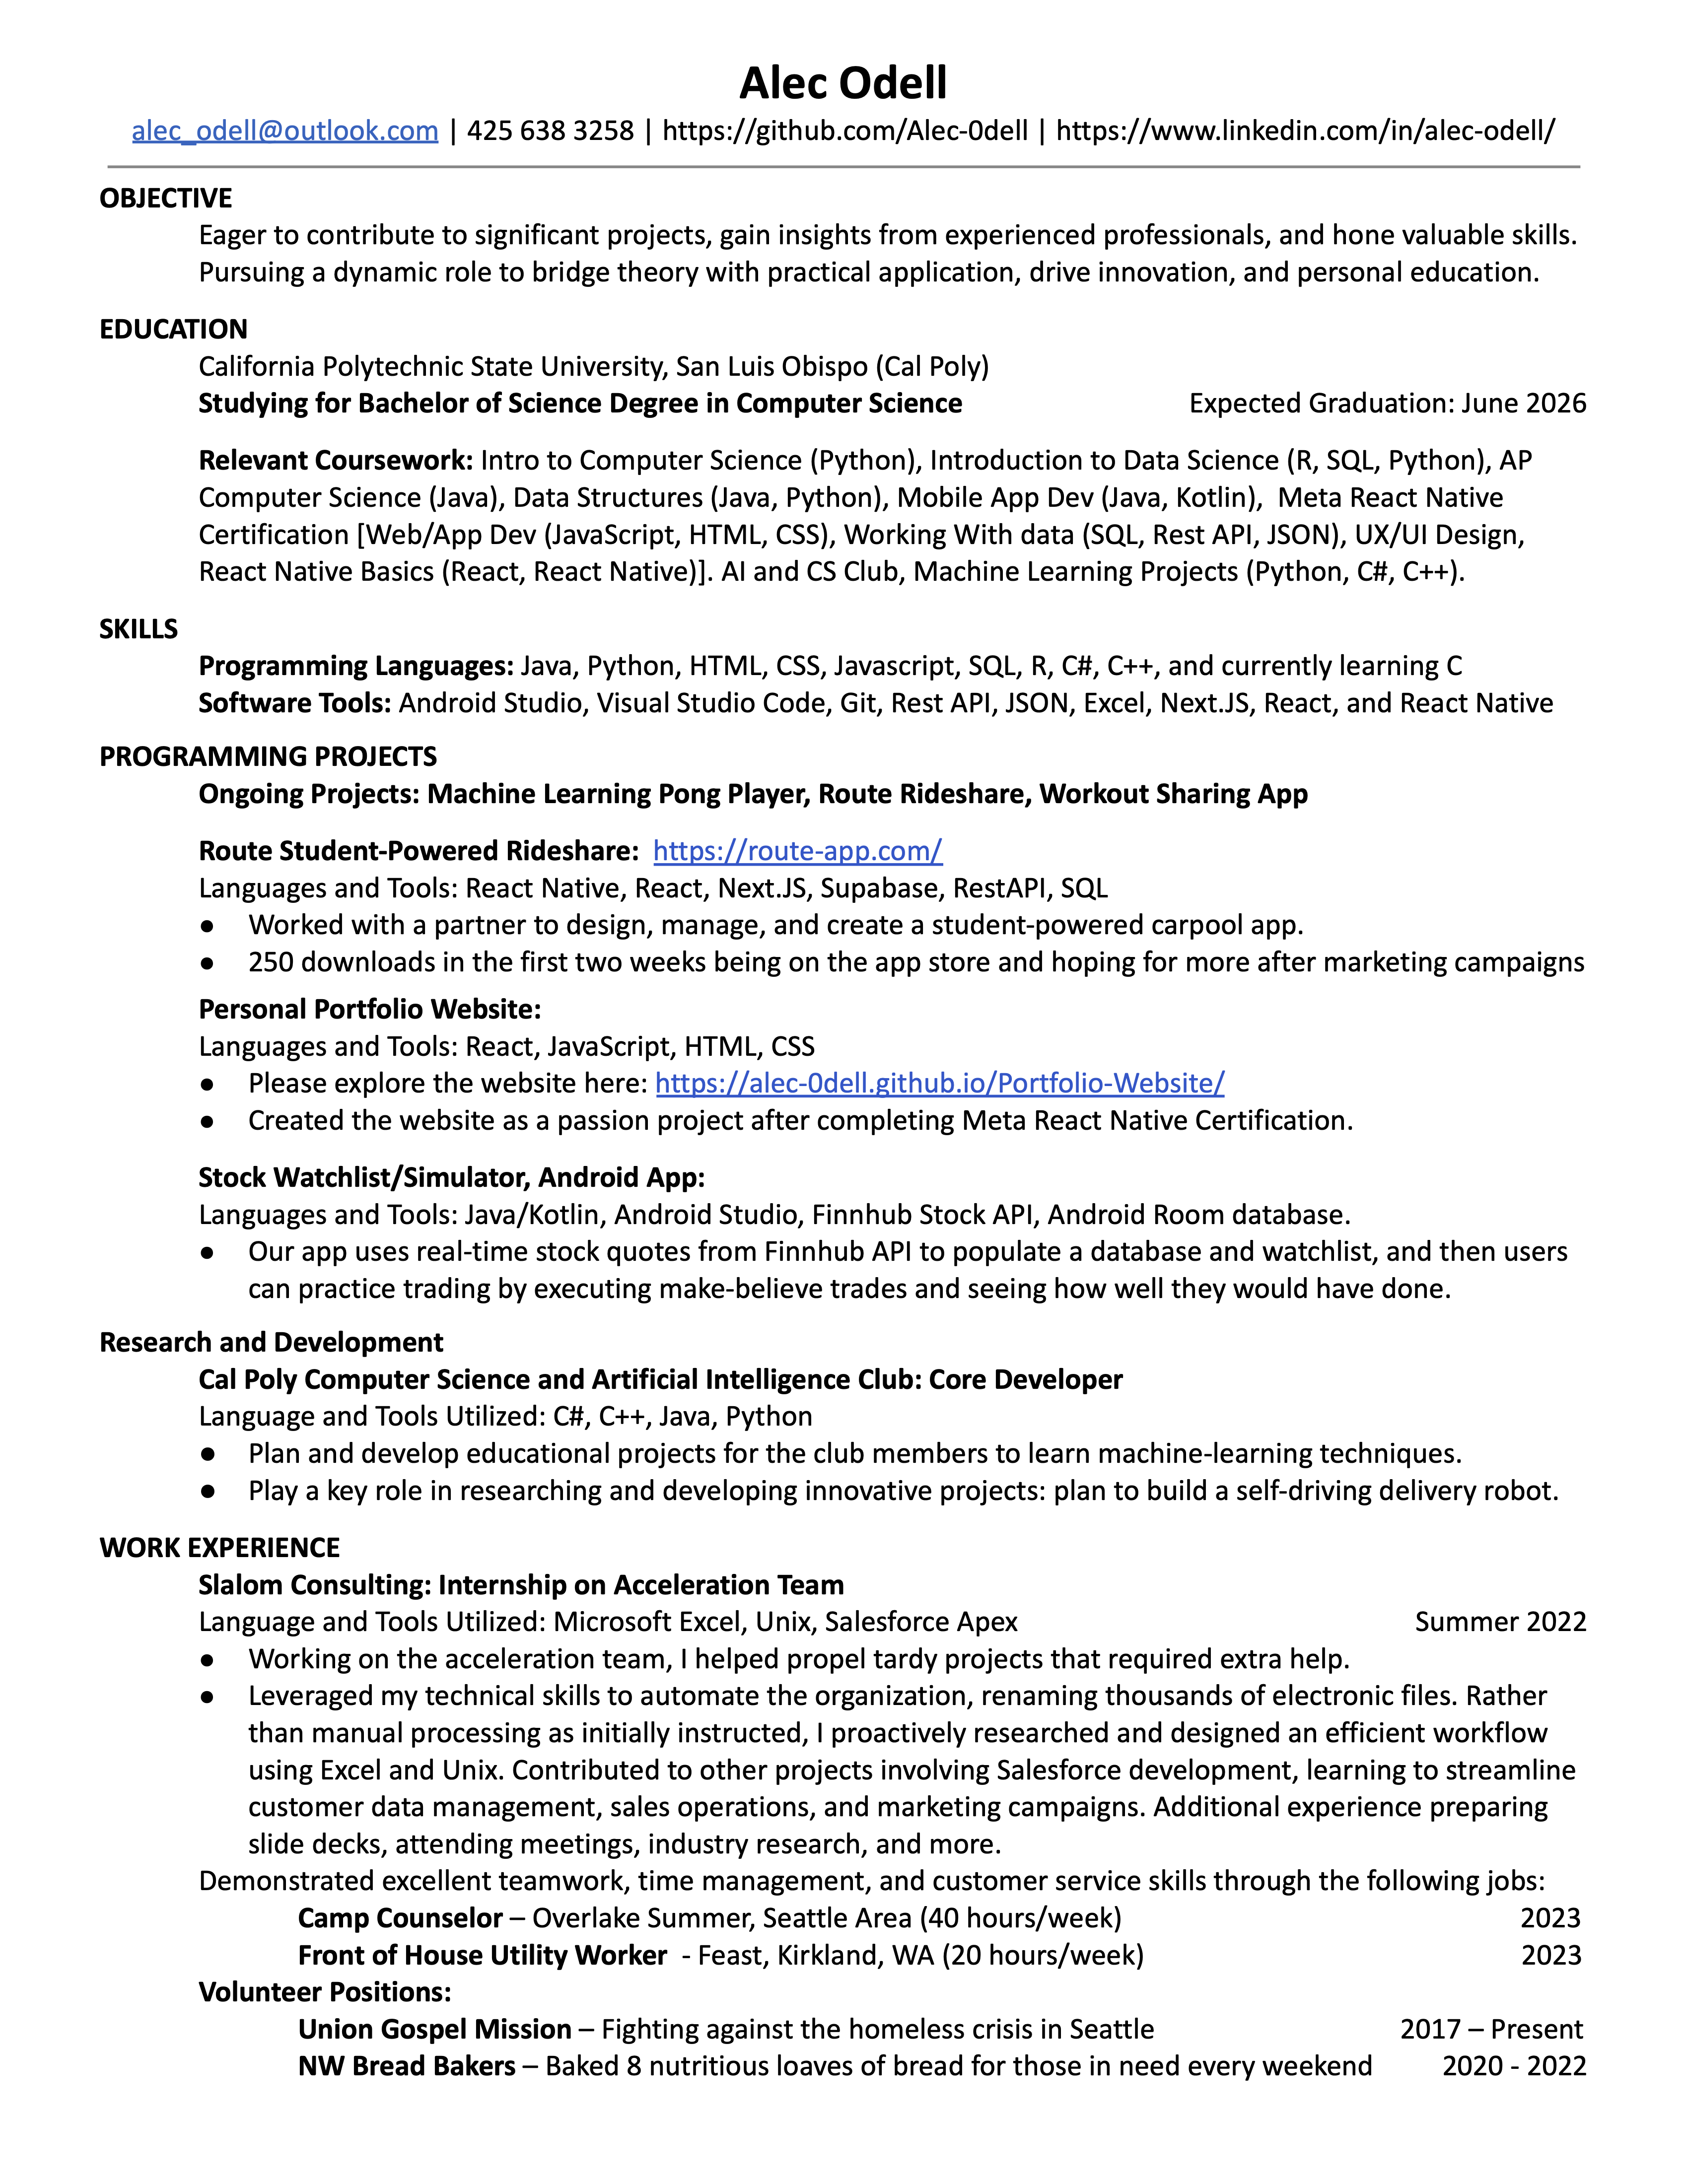 Alec Odell
alec_odell@outlook.com | 425 638 3258 | https://github.com/Alec-0dell | https://www.linkedin.com/in/alec-odell/
OBJECTIVE
Eager to contribute to significant projects, gain insights from experienced professionals, and hone valuable skills.
Pursuing a dynamic role to bridge theory with practical application, drive innovation, and personal education.
EDUCATION
California Polytechnic State University, San Luis Obispo (Cal Poly)
Studying for Bachelor of Science Degree in Computer Science Expected Graduation: June 2026
Relevant Coursework: Intro to Computer Science (Python), Introduction to Data Science (R, SQL, Python), AP
Computer Science (Java), Data Structures (Java, Python), Mobile App Dev (Java, Kotlin),  Meta React Native
Certification [Web/App Dev (JavaScript, HTML, CSS), Working With data (SQL, Rest API, JSON), UX/UI Design,
React Native Basics (React, React Native)]. AI and CS Club, Machine Learning Projects (Python, C#, C++).
SKILLS
Programming Languages: Java, Python, HTML, CSS, Javascript, SQL, R, C#, C++, and currently learning C
Software Tools: Android Studio, Visual Studio Code, Git, Rest API, JSON, Excel, Next.JS, React, and React Native
PROGRAMMING PROJECTS
Ongoing Projects: Machine Learning Pong Player, Route Rideshare, Workout Sharing App
Route Student-Powered Rideshare:  https://route-app.com/
Languages and Tools: React Native, React, Next.JS, Supabase, RestAPI, SQL
● Worked with a partner to design, manage, and create a student-powered carpool app.
● 250 downloads in the first two weeks being on the app store and hoping for more after marketing campaigns
Personal Portfolio Website:
Languages and Tools: React, JavaScript, HTML, CSS
● Please explore the website here: https://alec-0dell.github.io/Portfolio-Website/
● Created the website as a passion project after completing Meta React Native Certification.
Stock Watchlist/Simulator, Android App:
Languages and Tools: Java/Kotlin, Android Studio, Finnhub Stock API, Android Room database.
● Our app uses real-time stock quotes from Finnhub API to populate a database and watchlist, and then users
can practice trading by executing make-believe trades and seeing how well they would have done.
Research and Development
Cal Poly Computer Science and Artificial Intelligence Club: Core Developer
Language and Tools Utilized: C#, C++, Java, Python
● Plan and develop educational projects for the club members to learn machine-learning techniques.
● Play a key role in researching and developing innovative projects: plan to build a self-driving delivery robot.
WORK EXPERIENCE
Slalom Consulting: Internship on Acceleration Team
Language and Tools Utilized: Microsoft Excel, Unix, Salesforce Apex Summer 2022
● Working on the acceleration team, I helped propel tardy projects that required extra help.
● Leveraged my technical skills to automate the organization, renaming thousands of electronic files. Rather
than manual processing as initially instructed, I proactively researched and designed an efficient workflow
using Excel and Unix. Contributed to other projects involving Salesforce development, learning to streamline
customer data management, sales operations, and marketing campaigns. Additional experience preparing
slide decks, attending meetings, industry research, and more.
Demonstrated excellent teamwork, time management, and customer service skills through the following jobs:
Camp Counselor – Overlake Summer, Seattle Area (40 hours/week) 2023
Front of House Utility Worker  - Feast, Kirkland, WA (20 hours/week) 2023
Volunteer Positions:
Union Gospel Mission – Fighting against the homeless crisis in Seattle 2017 – Present
NW Bread Bakers – Baked 8 nutritious loaves of bread for those in need every weekend 2020 - 2022